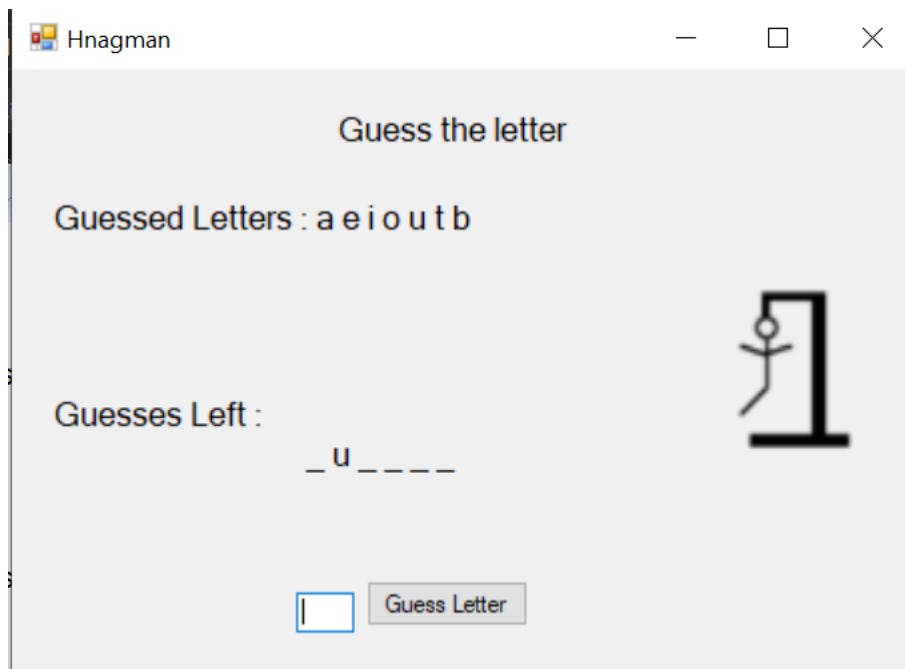 Hnagman
Guess the letter
Guessed Letters : a e i o u t b
Guesses Left :
_ u _ _ _ _
Guess Letter